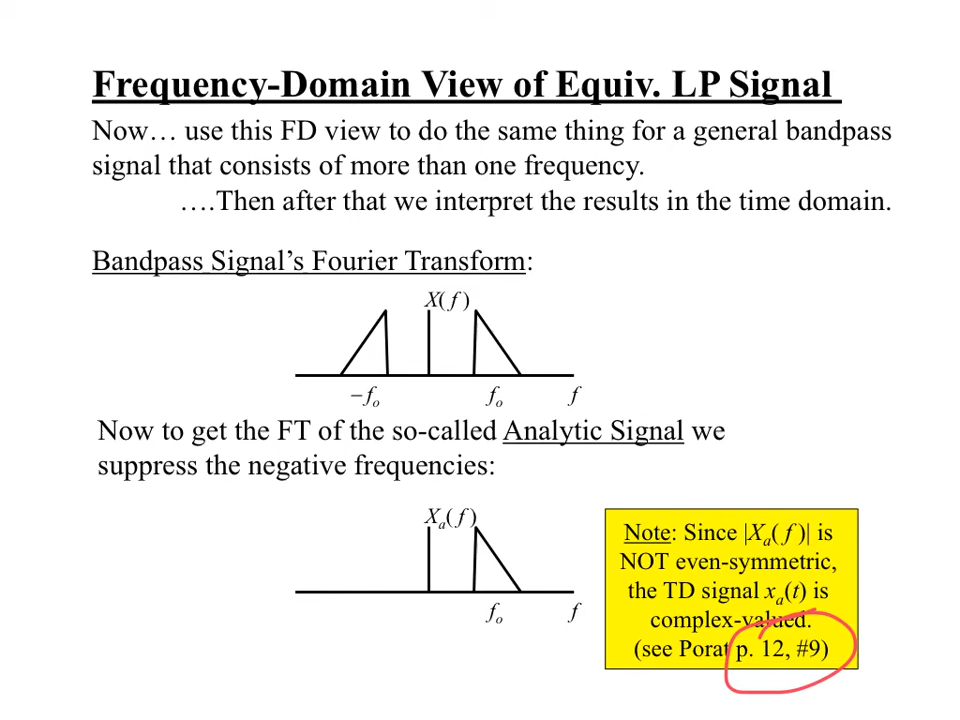 Frequency-Domain View of Equiv. LP Signal
Now… use this FD view to do the same thing for a general bandpass
signal that consists of more than one frequency.
….Then after that we interpret the results in the time domain.
Bandpass Signal’s Fourier Transform:
X(f)
–fo
fo
f
Now to get the FT of the so-called Analytic Signal we
suppress the negative frequencies:
Xa(f)
fo
f
Note: Since |Xa(f)| is
NOT even-symmetric,
the TD signal xa(t) is
complex-valued.
(see Porat p. 12, #9)